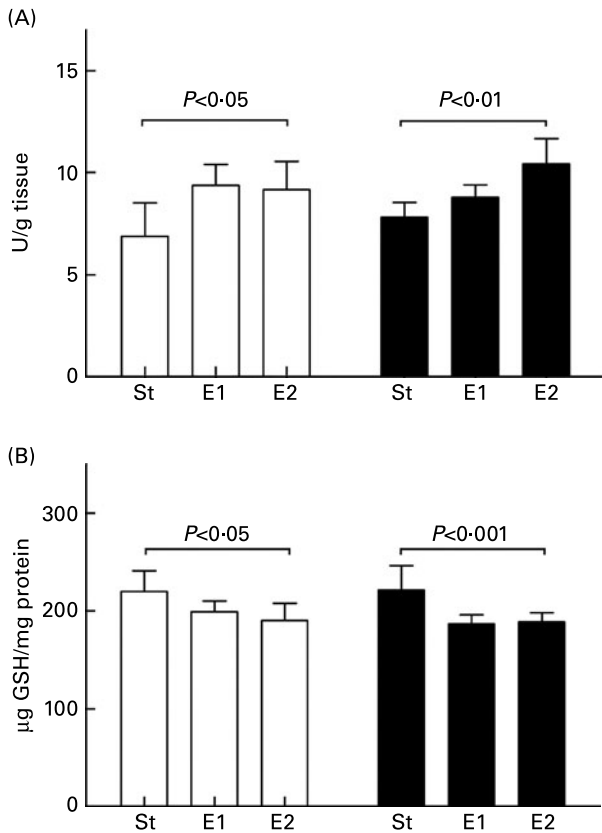 (A)
15
10
5
0
U/g tissue
P<0·05
P<0·01
St E1 E2 St E1 E2
(B)
300
200
100
0
µg GSH/mg protein
P<0·05
P<0·001
St E1 E2 St E1 E2